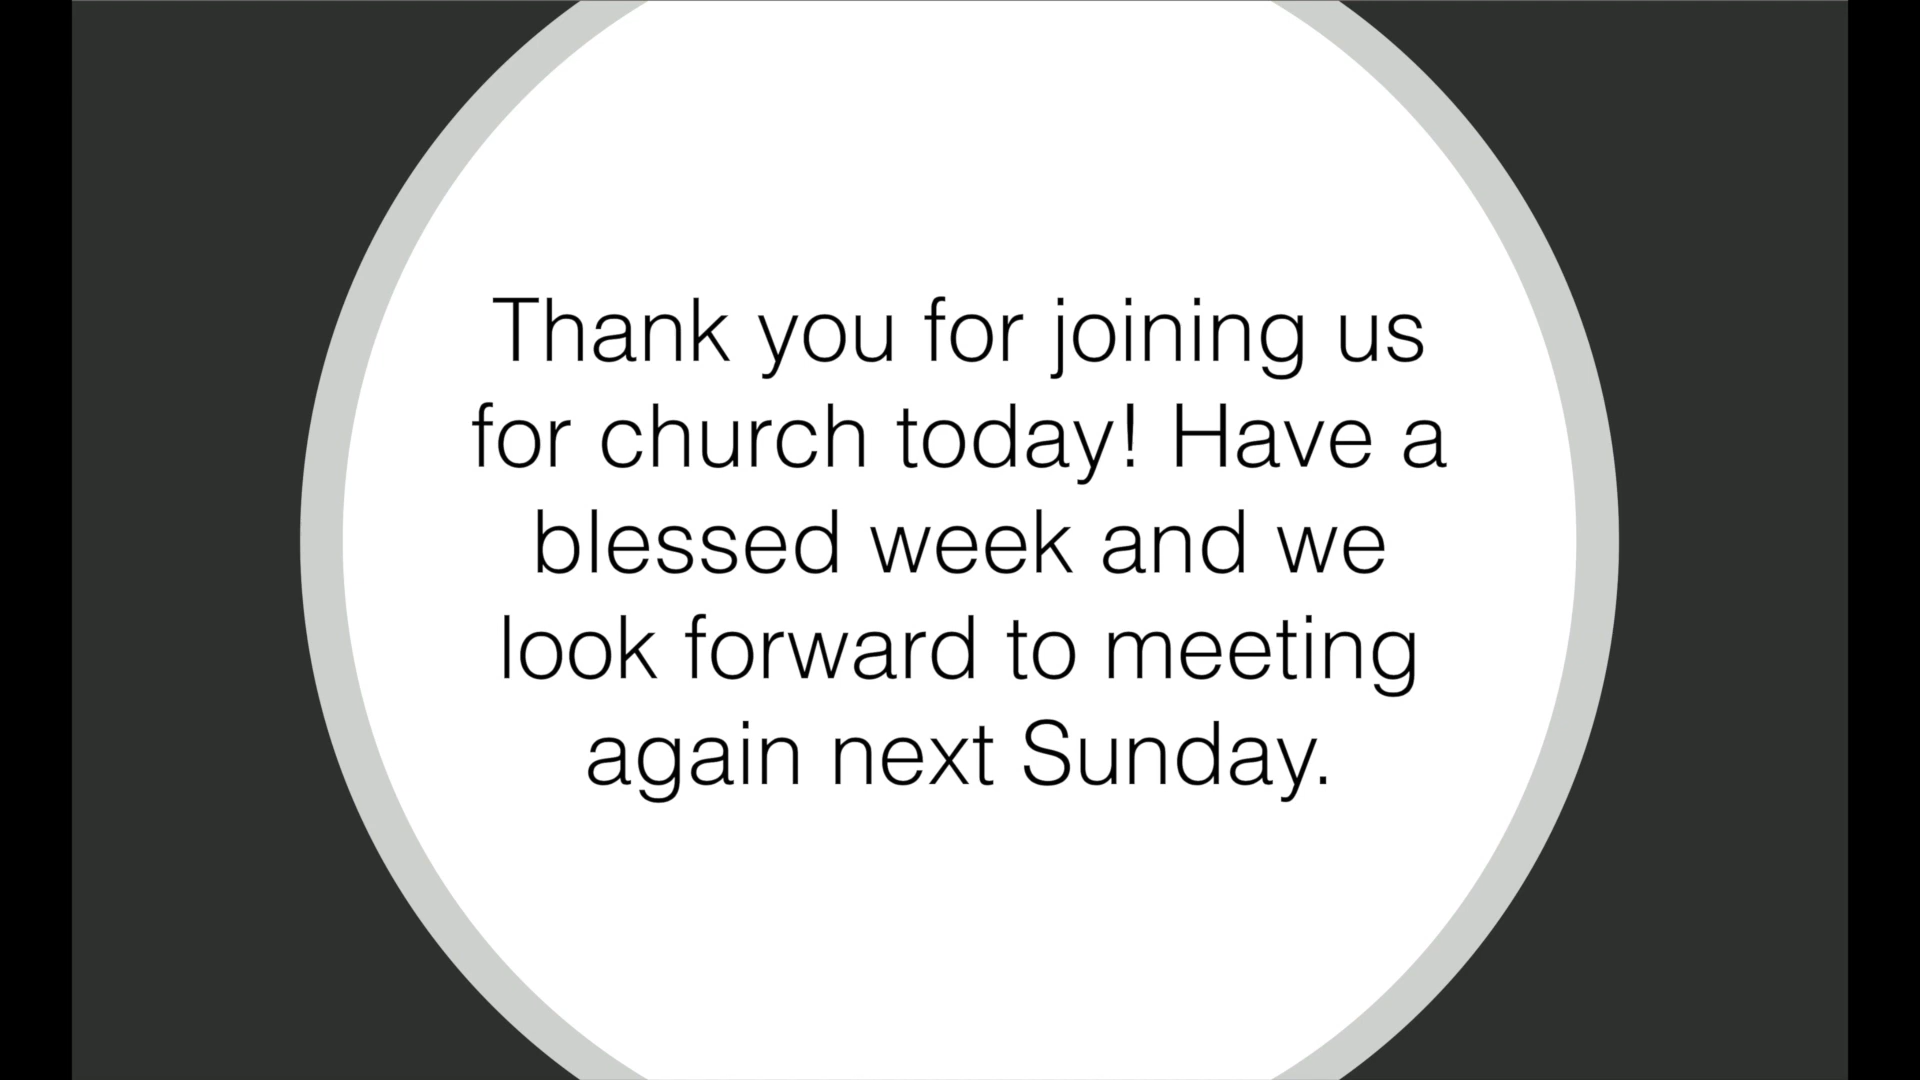 Thank you for joining us
for church today! Have a
blessed week and we
look forward to meeting
again next Sunday.